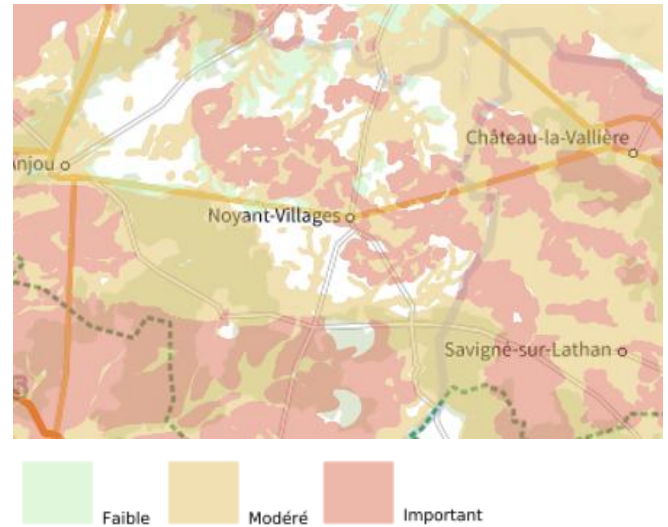 Château-la-Vallière
Anjou
Noyant-Villages
Savigné-sur-Lathan
Faible Modéré Important